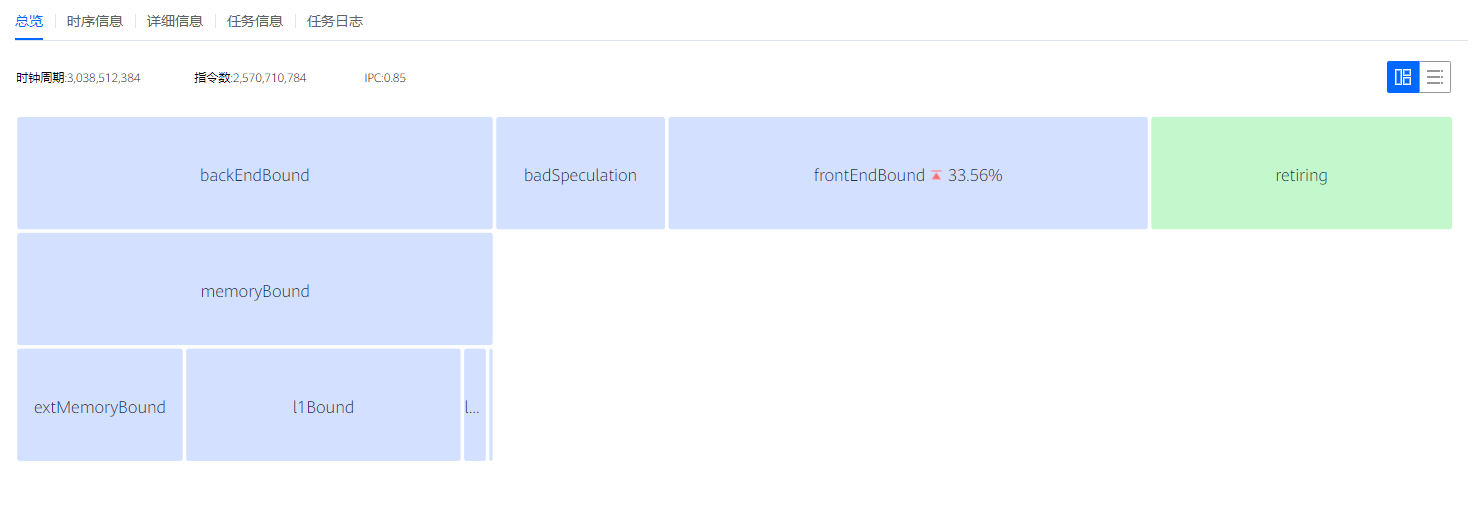 总览 时序信息 详细信息 任务信息 任务日志
时钟周期:3,038,512,384 指令数:2,570,710,784 IPC:0.85
backEndBound badSpeculation frontEndBound 33.56% retiring
memoryBound
extMemoryBound l1Bound l...